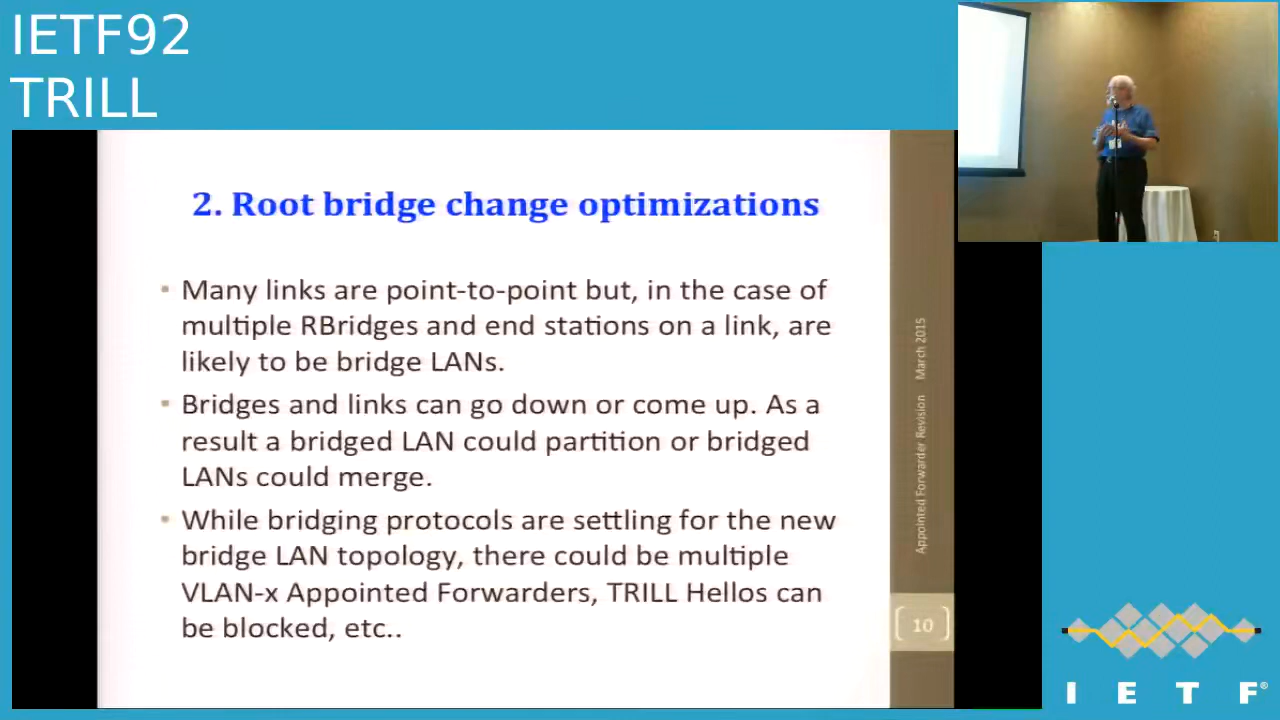 IETF92
TRILL
2. Root bridge change optimizations
Many links are point-to-point but, in the case of
multiple RBridges and end stations on a link, are
likely to be bridge LANs.
Bridges and links can go down or come up. As a
result a bridged LAN could partition or bridged
LANs could merge.
While bridging protocols are settling for the new
bridge LAN topology, there could be multiple
VLAN-x Appointed Forwarders, TRILL Hellos can
be blocked, etc..
Appointed Forwarder Revision March 2015
10
I E T F®